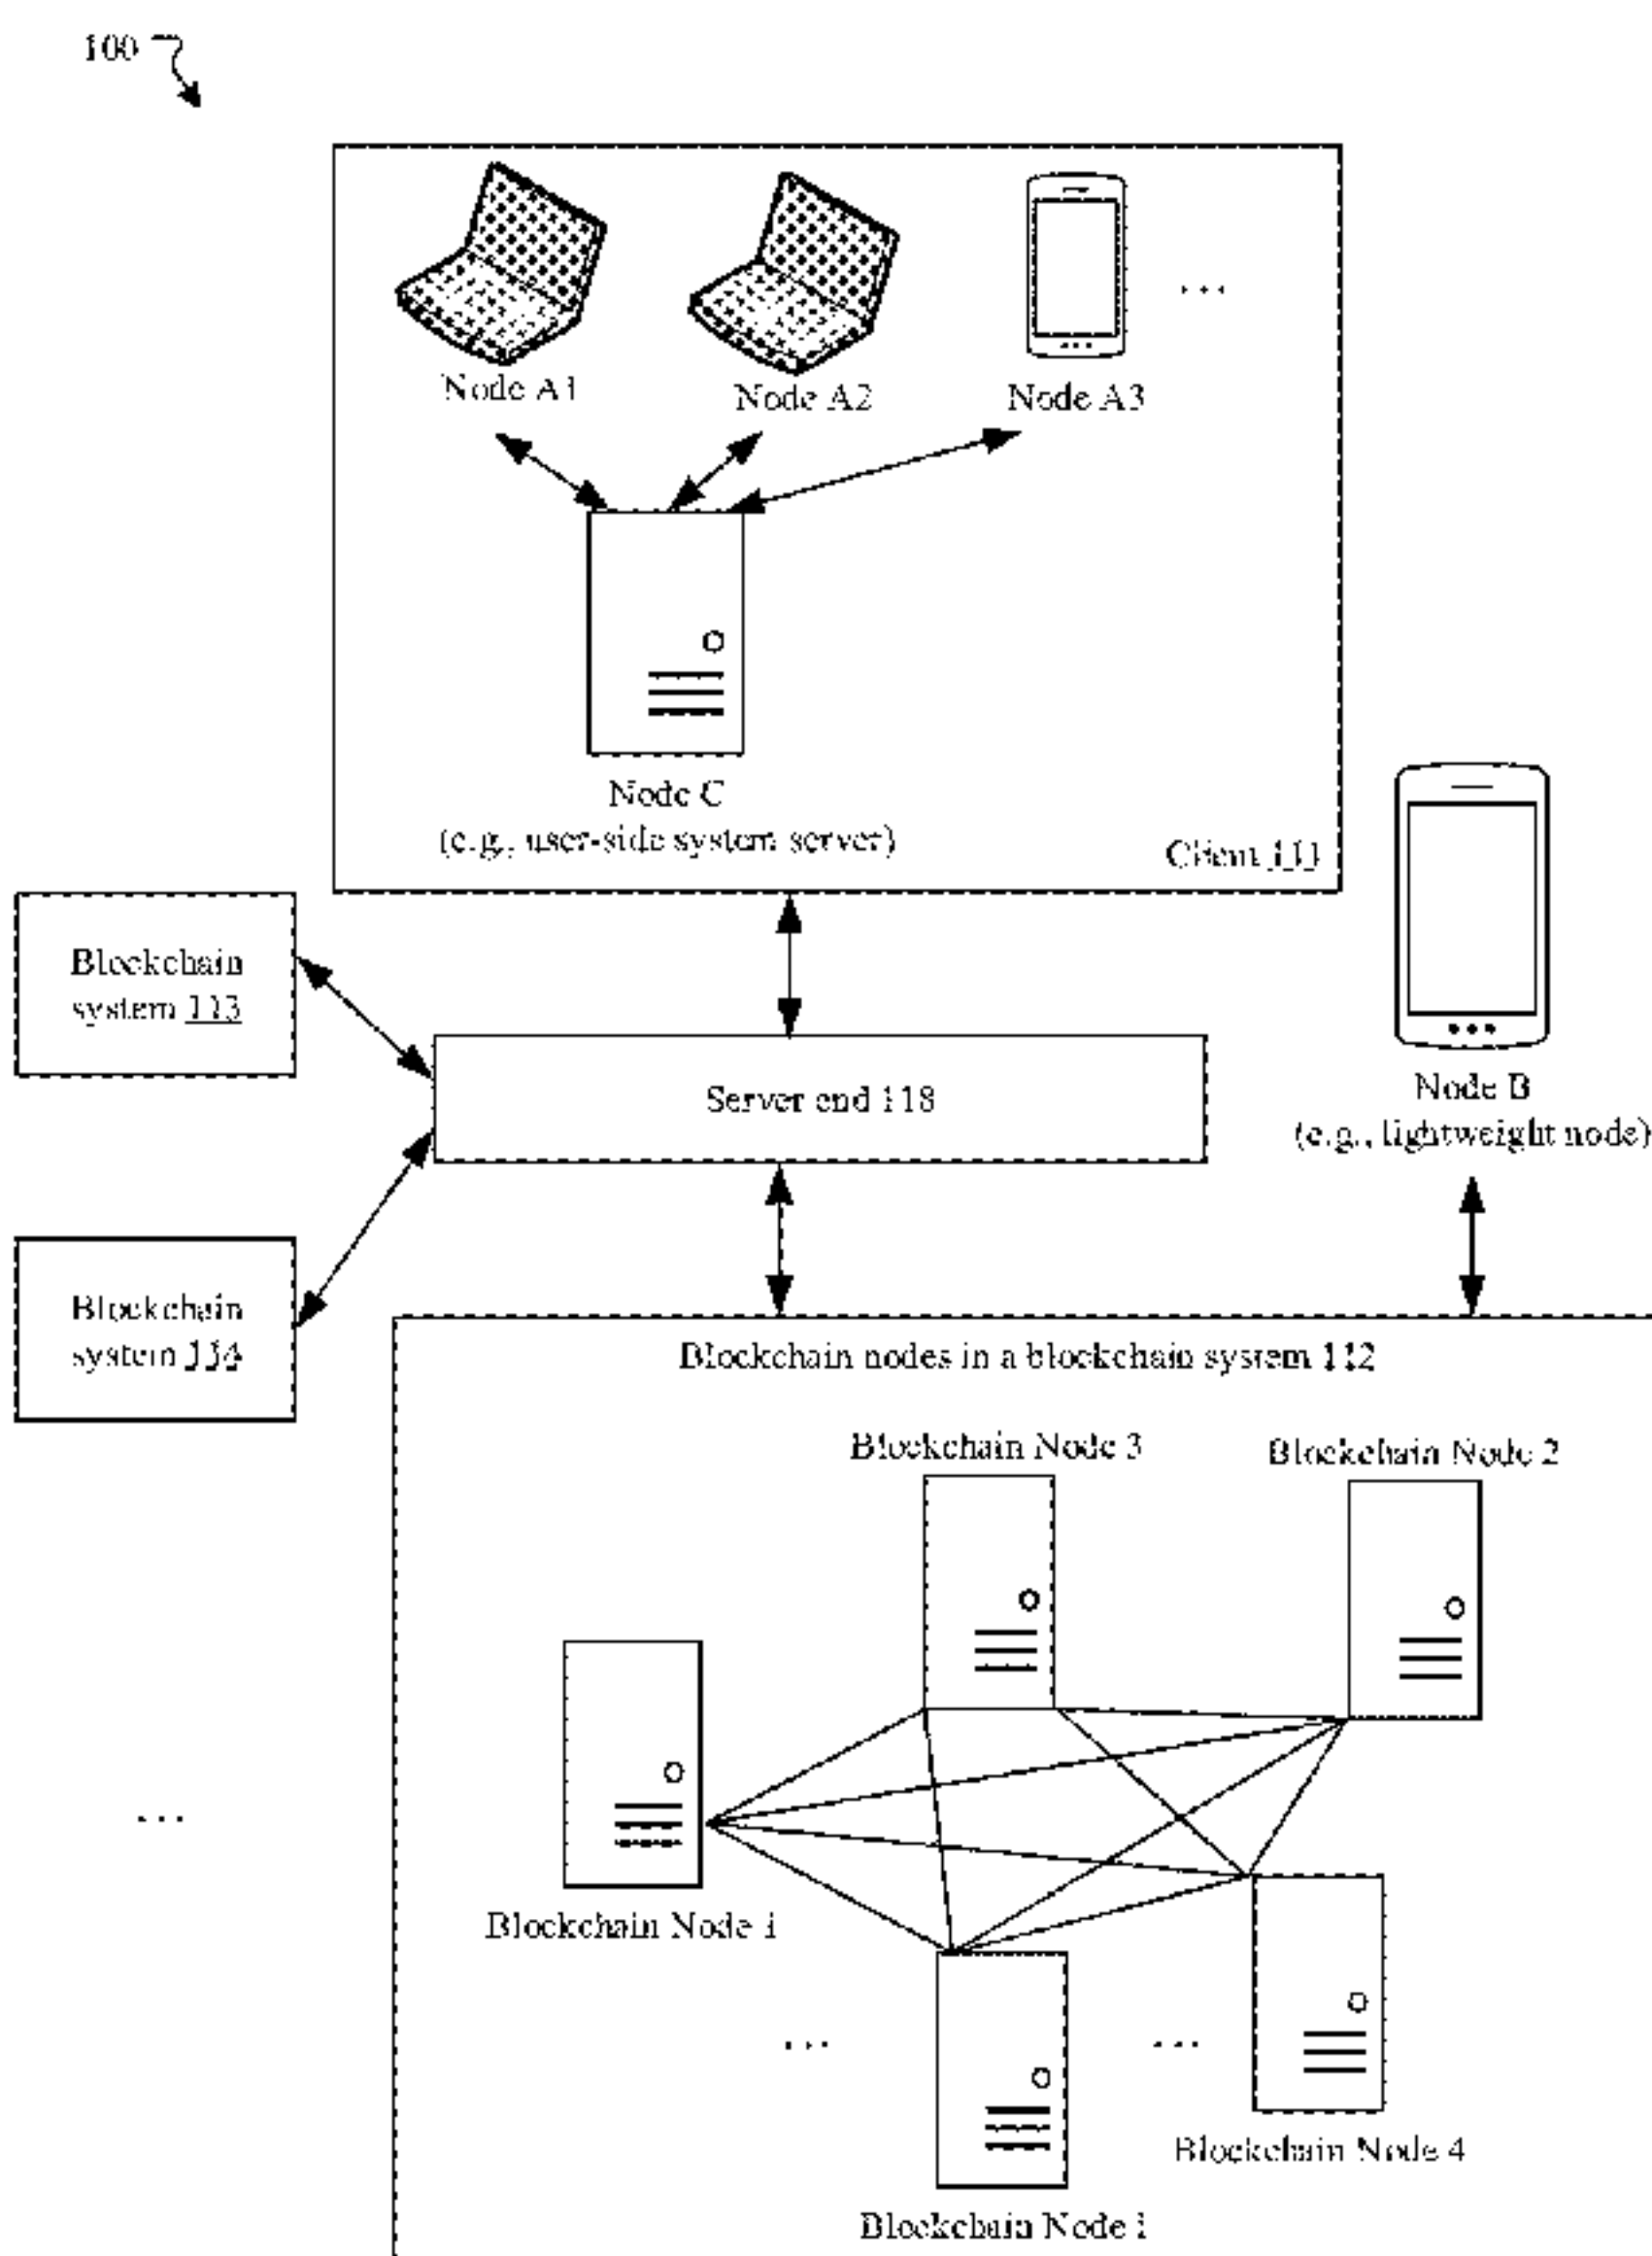 100
Node A1
Node A2
Node A3
...
Node C
(e.g., user-side system server)
Client 111
Blockchain
system 113
Server end 118
Node B
(e.g., lightweight node)
Blockchain
system 114
Blockchain nodes in a blockchain system 112
Blockchain Node 3
Blockchain Node 2
...
Blockchain Node 1
...
...
Blockchain Node 4
Blockchain Node i